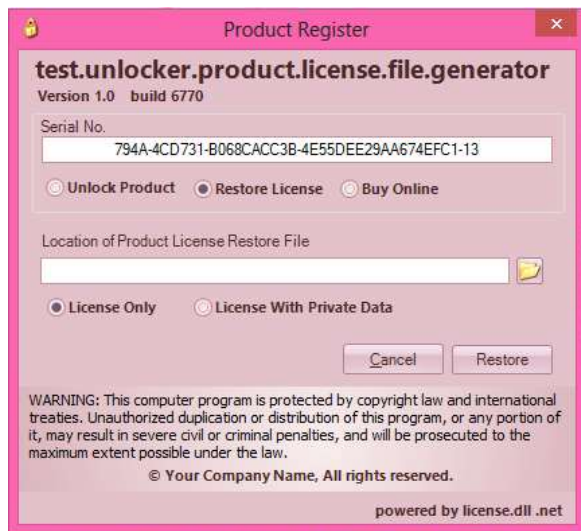 Product Register
test.unlocker.product.license.file.generator
Version 1.0 build 6770
Serial No.
794A-4CD731-B068CACC3B-4E55DEE29AA674EFC1-13
Unlock Product Restore License Buy Online
Location of Product License Restore File
License Only License With Private Data
Cancel Restore
WARNING: This computer program is protected by copyright law and international
treaties. Unauthorized duplication or distribution of this program, or any portion of
it, may result in severe civil or criminal penalties, and will be prosecuted to the
maximum extent possible under the law.
© Your Company Name, All rights reserved.
powered by license.dll .net